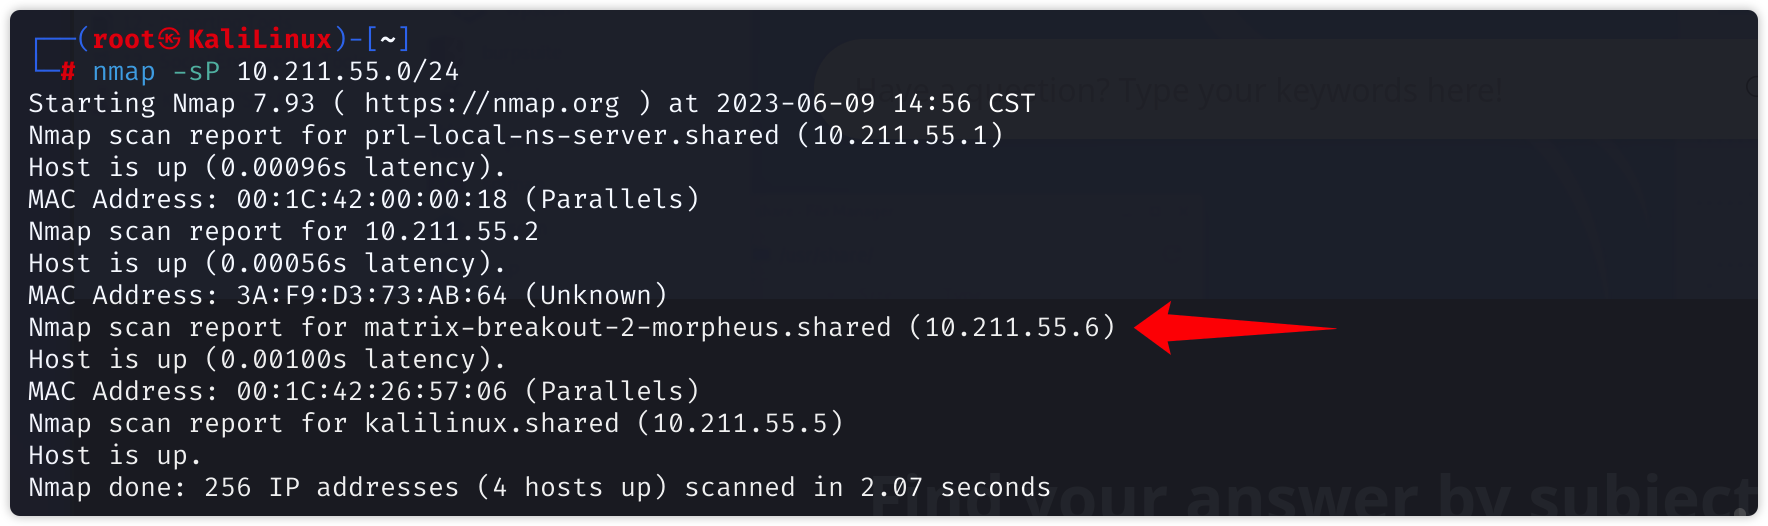 ┌──(root㉿KaliLinux)-[~]
└─# nmap -sP 10.211.55.0/24
Have a question? Type your keywords here!
Starting Nmap 7.93 ( https://nmap.org ) at 2023-06-09 14:56 CST
Nmap scan report for prl-local-ns-server.shared (10.211.55.1)
Host is up (0.00096s latency).
MAC Address: 00:1C:42:00:00:18 (Parallels)
Nmap scan report for 10.211.55.2
Host is up (0.00056s latency).
MAC Address: 3A:F9:D3:73:AB:64 (Unknown)
Nmap scan report for matrix-breakout-2-morpheus.shared (10.211.55.6)
Host is up (0.00100s latency).
MAC Address: 00:1C:42:26:57:06 (Parallels)
Nmap scan report for kalilinux.shared (10.211.55.5)
Host is up.
Nmap done: 256 IP addresses (4 hosts up) scanned in 2.07 seconds
Find your answer by subject